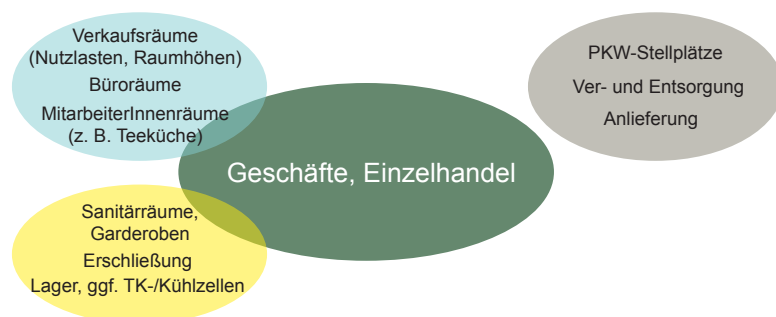 Verkaufsräume
(Nutzlasten, Raumhöhen)
Büroräume
MitarbeiterInnenräume
(z. B. Teeküche)
PKW-Stellplätze
Ver- und Entsorgung
Anlieferung
Geschäfte, Einzelhandel
Sanitärräume,
Garderoben
Erschließung
Lager, ggf. TK-/Kühlzellen